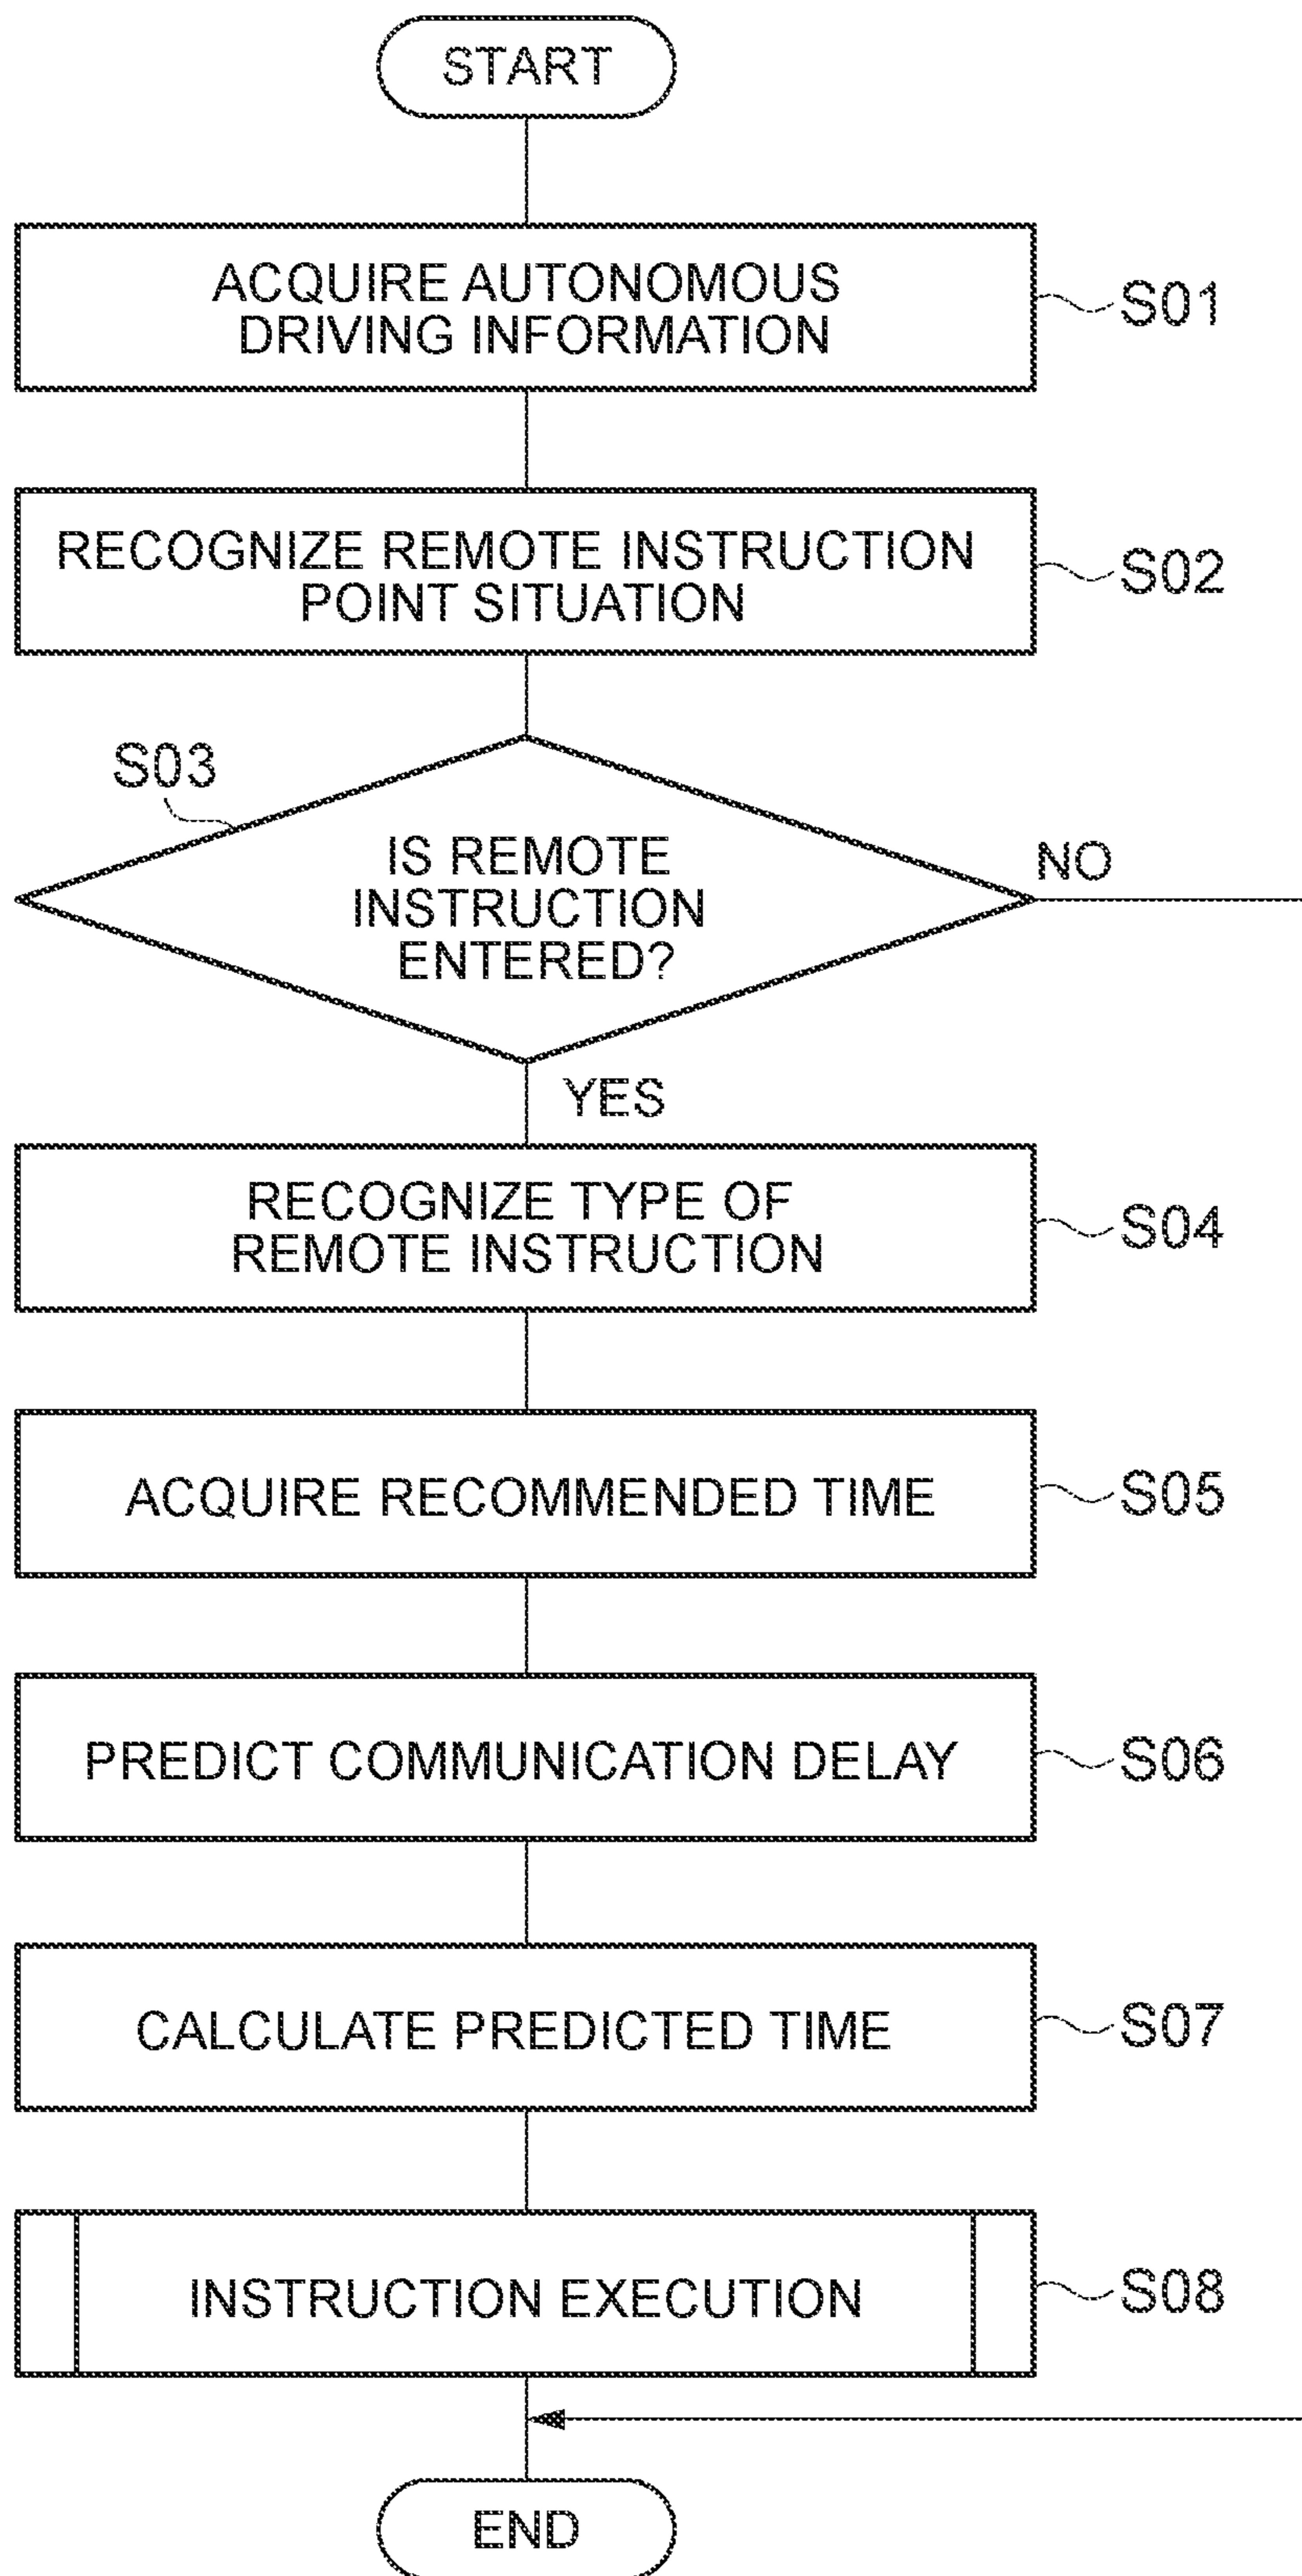 START
ACQUIRE AUTONOMOUS
DRIVING INFORMATION
S01
RECOGNIZE REMOTE INSTRUCTION
POINT SITUATION
S02
S03
IS REMOTE
INSTRUCTION
ENTERED?
NO
YES
RECOGNIZE TYPE OF
REMOTE INSTRUCTION
S04
ACQUIRE RECOMMENDED TIME
S05
PREDICT COMMUNICATION DELAY
S06
CALCULATE PREDICTED TIME
S07
INSTRUCTION EXECUTION
S08
END